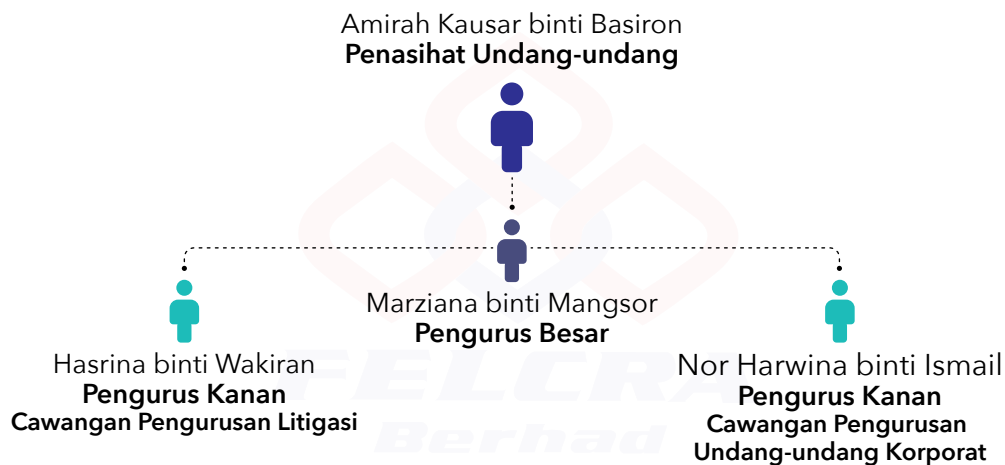 Amirah Kausar binti Basiron
Penasihat Undang-undang
Marziana binti Mangsor
Pengurus Besar
Hasrina binti Wakiran
Pengurus Kanan
Cawangan Pengurusan Litigasi
Nor Harwina binti Ismail
Pengurus Kanan
Cawangan Pengurusan
Undang-undang Korporat
FELCRA
Berhad